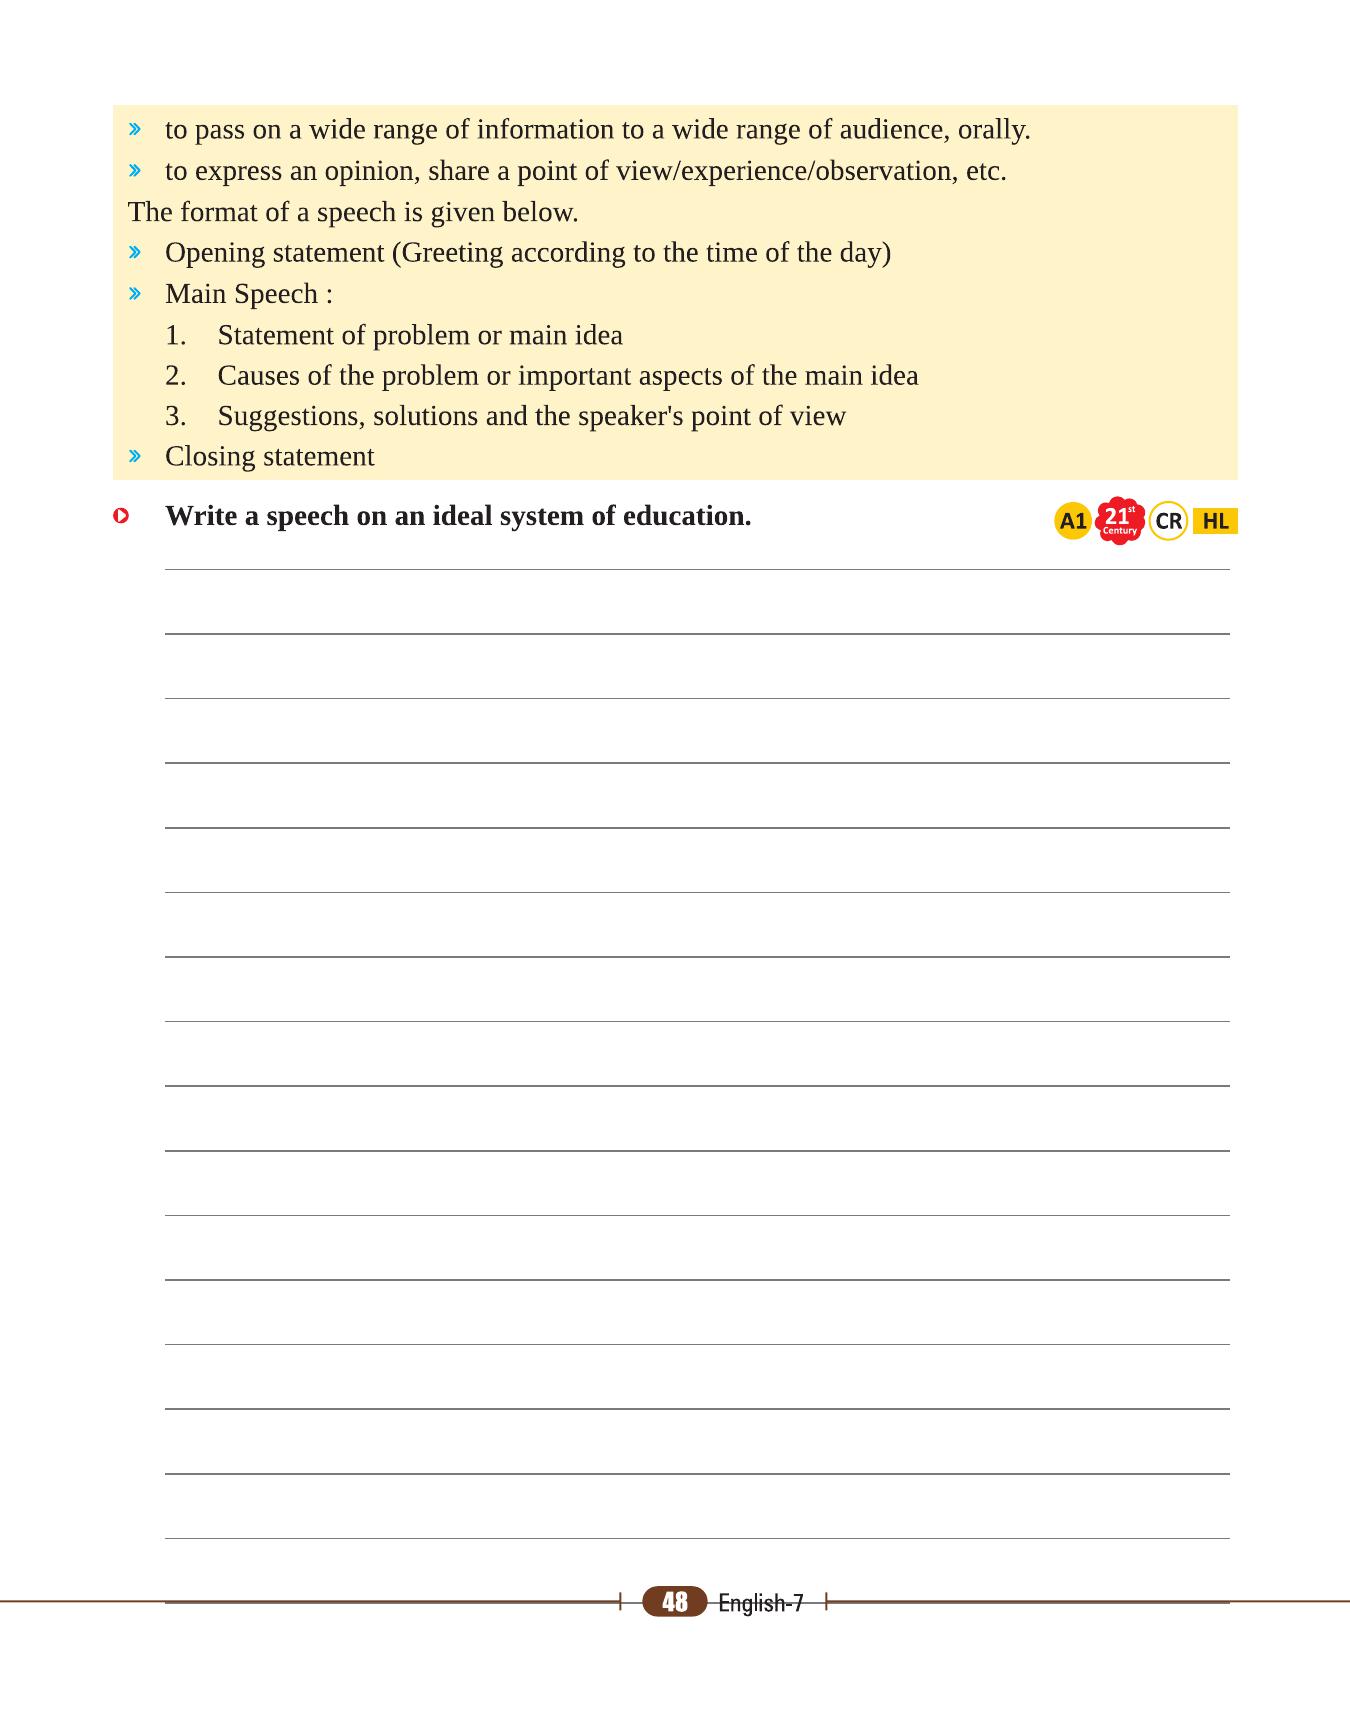 » to pass on a wide range of information to a wide range of audience, orally.
» to express an opinion, share a point of view/experience/observation, etc.
The format of a speech is given below.
» Opening statement (Greeting according to the time of the day)
» Main Speech :
1. Statement of problem or main idea
2. Causes of the problem or important aspects of the main idea
3. Suggestions, solutions and the speaker's point of view
» Closing statement
Write a speech on an ideal system of education.
A1 21st Century CR HL
48 English-7